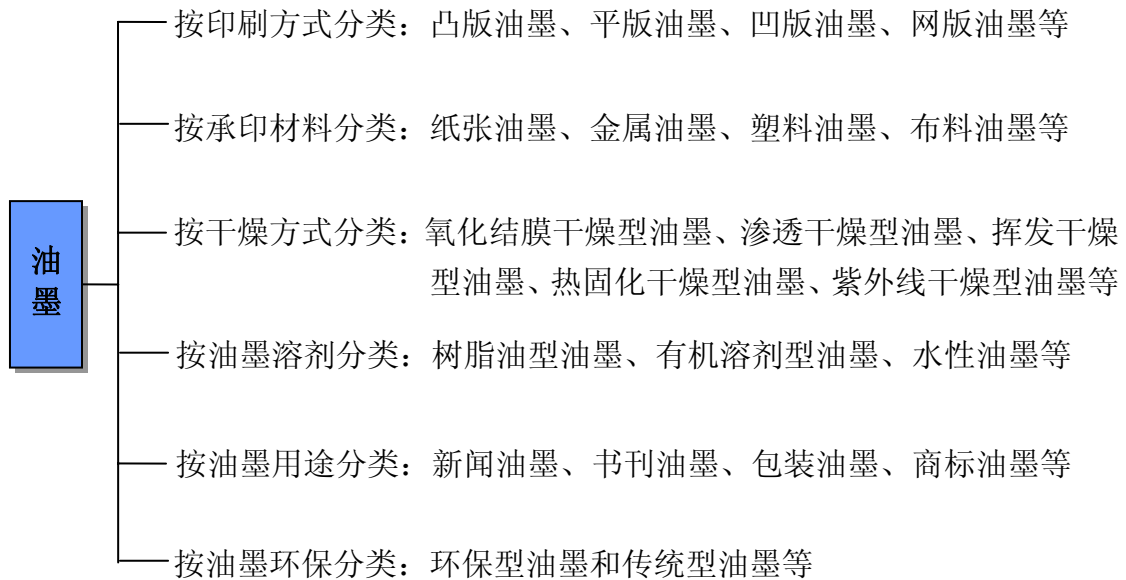 按印刷方式分类：凸版油墨、平版油墨、凹版油墨、网版油墨等
按承印材料分类：纸张油墨、金属油墨、塑料油墨、布料油墨等
按干燥方式分类：氧化结膜干燥型油墨、渗透干燥型油墨、挥发干燥
型油墨、热固化干燥型油墨、紫外线干燥型油墨等
油
墨
按油墨溶剂分类：树脂油型油墨、有机溶剂型油墨、水性油墨等
按油墨用途分类：新闻油墨、书刊油墨、包装油墨、商标油墨等
按油墨环保分类：环保型油墨和传统型油墨等